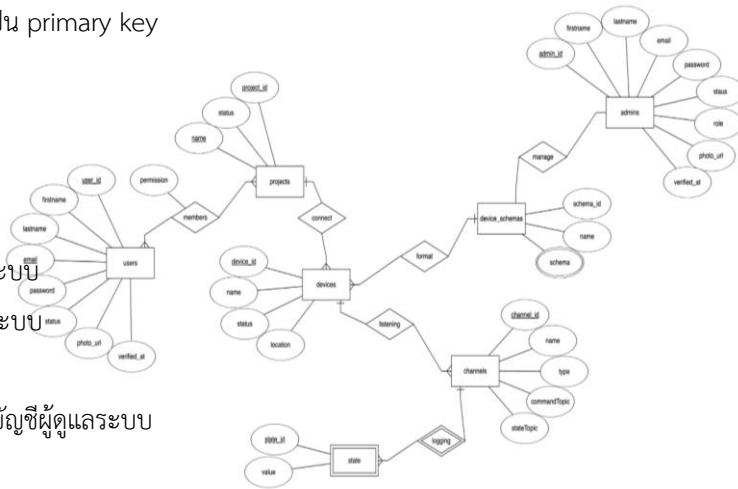 ป็น primary key
lastname
firstname
email
admin_id
password
staus
admins
role
photo_url
verified_at
manage
project_id
status
name
projects
permission
members
connect
user_id
firstname
lastname
email
password
status
photo_url
verified_at
users
ะบบ
ะบบ
บัญชีผู้ดูแลระบบ
schema_id
device_schemas
name
schema
format
device_id
name
status
location
devices
listening
channel_id
name
channels
type
commandTopic
stateTopic
logging
state_id
value
state